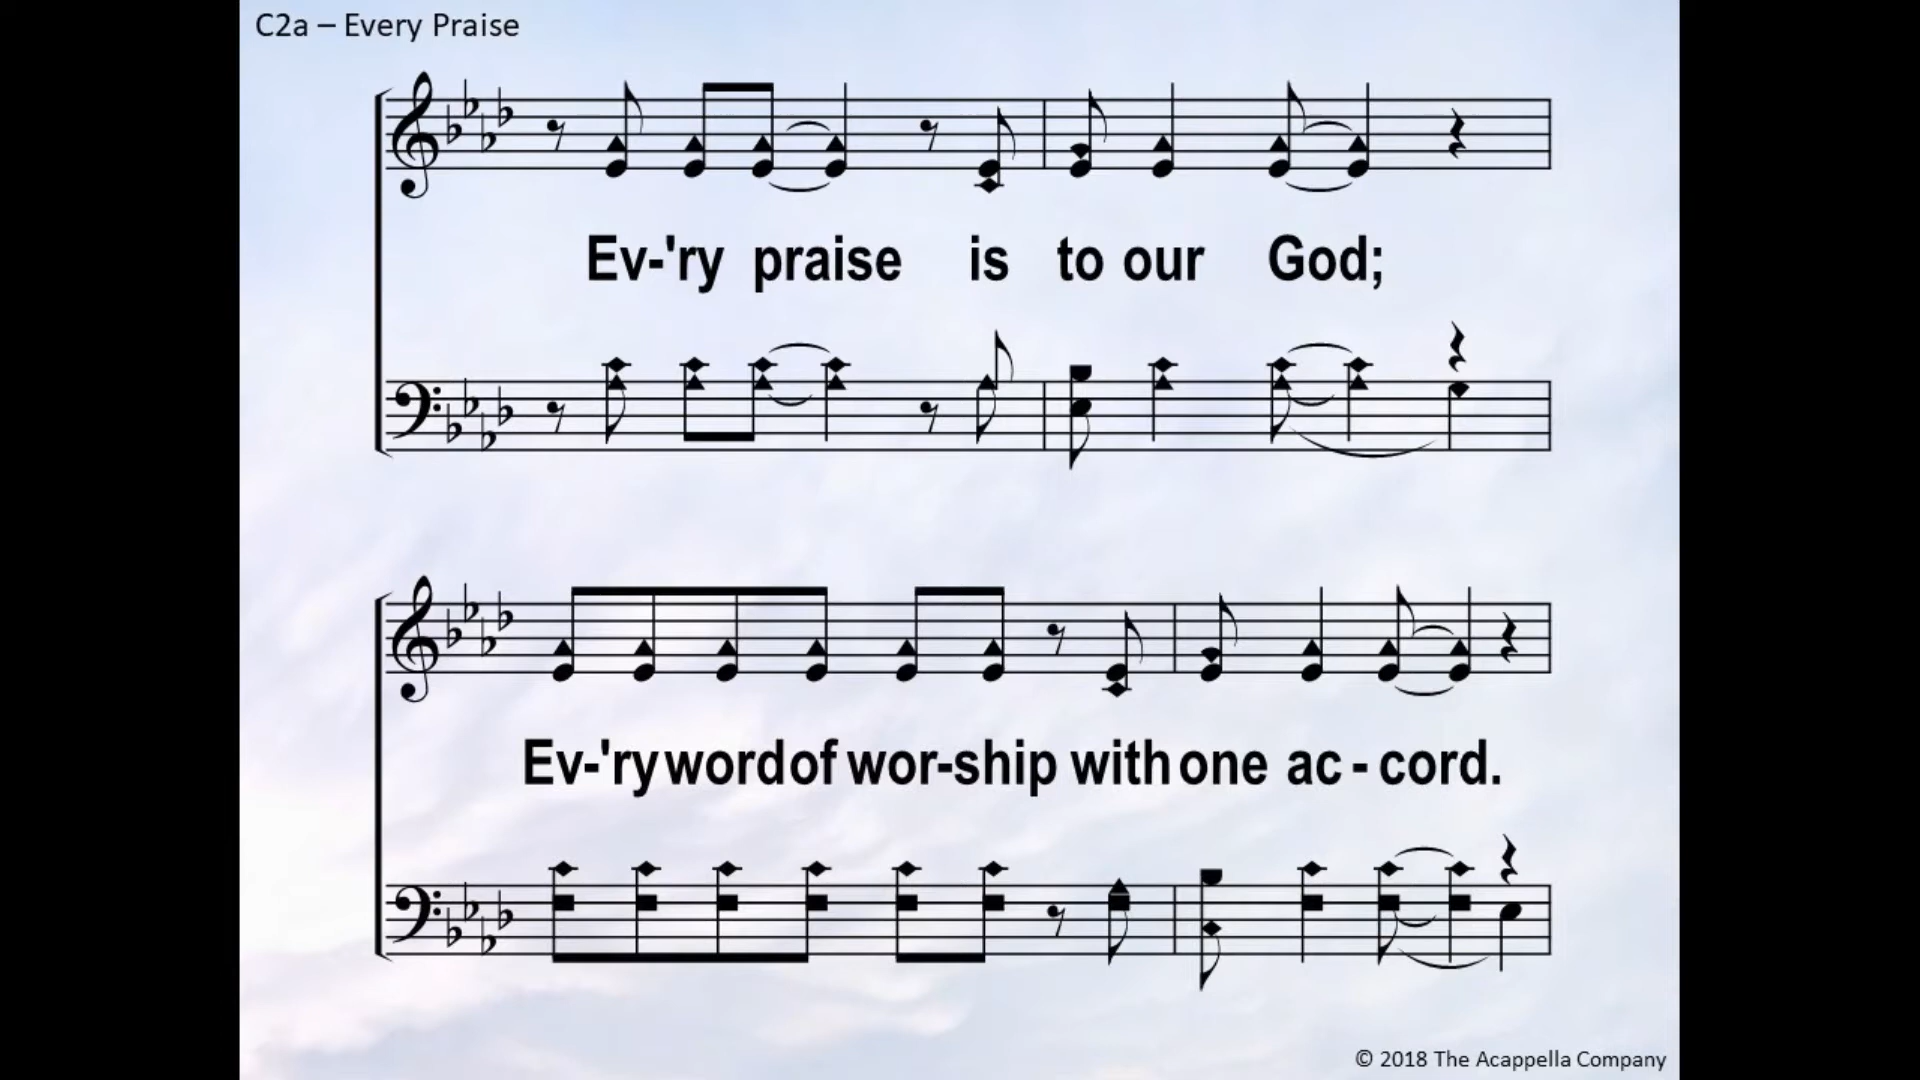 C2a – Every Praise
Ev-'ry praise is to our God;
Ev-'ry word of wor-ship with one ac - cord.
© 2018 The Acappella Company